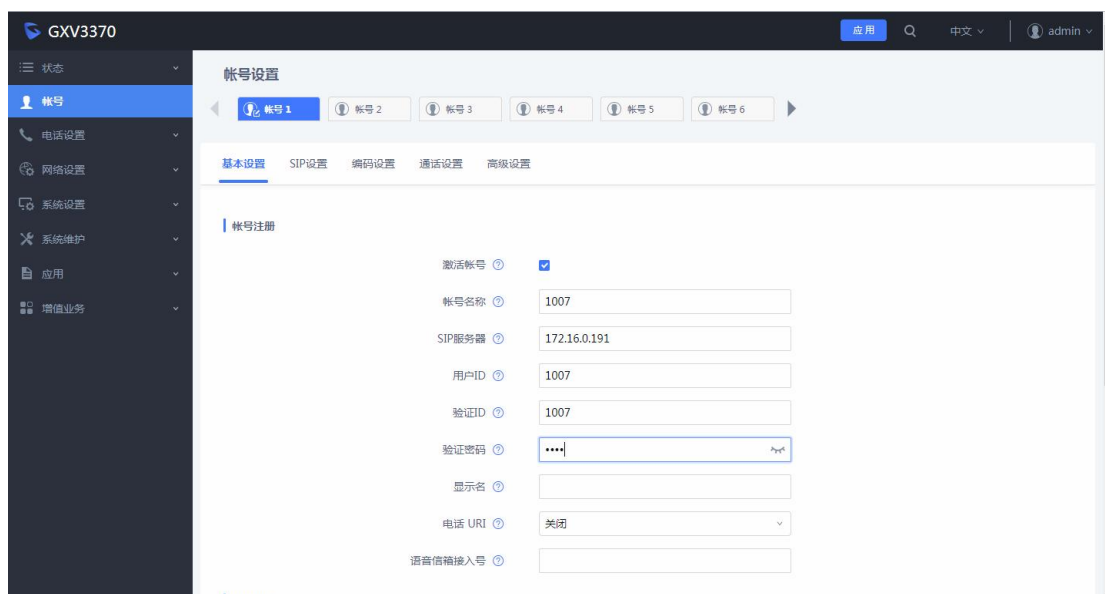 GXV3370
应用
中文
admin
状态
帐号
电话设置
网络设置
系统设置
系统维护
应用
增值业务
帐号设置
帐号 1
帐号 2
帐号 3
帐号 4
帐号 5
帐号 6
基本设置 SIP设置 编码设置 通话设置 高级设置
帐号注册
激活帐号
帐号名称 1007
SIP服务器 172.16.0.191
用户ID 1007
验证ID 1007
验证密码 ••••
显示名
电话 URI 关闭
语音信箱接入号